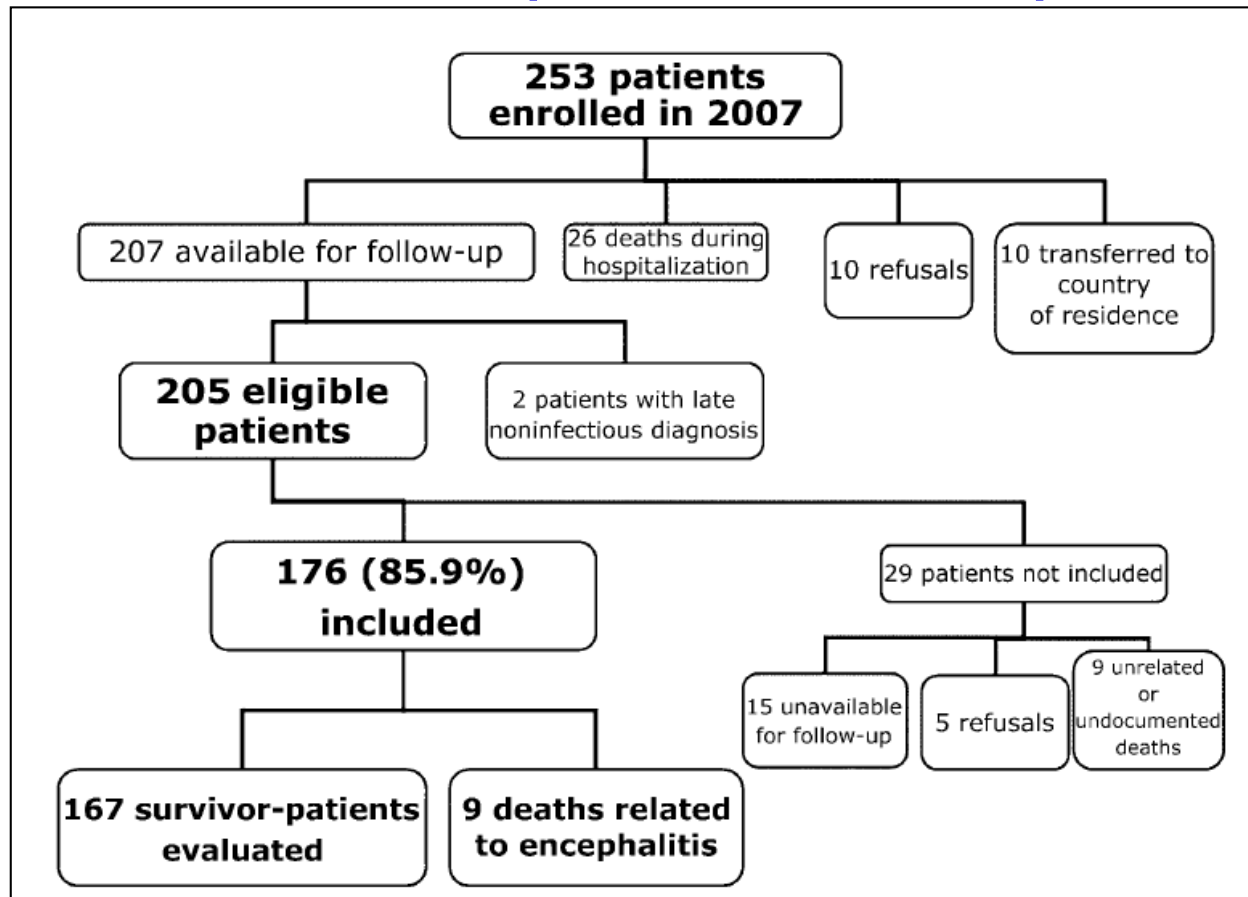 253 patients
enrolled in 2007
207 available for follow-up
26 deaths during
hospitalization
10 refusals
10 transferred to
country
of residence
205 eligible
patients
2 patients with late
noninfectious diagnosis
176 (85.9%)
included
29 patients not included
15 unavailable
for follow-up
5 refusals
9 unrelated
or
undocumented
deaths
167 survivor-patients
evaluated
9 deaths related
to encephalitis